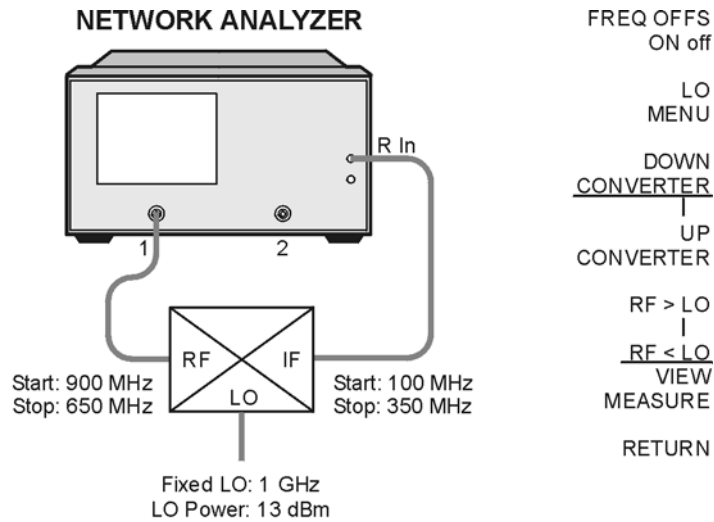 NETWORK ANALYZER
R In
1
2
RF
IF
LO
Start: 900 MHz
Stop: 650 MHz
Start: 100 MHz
Stop: 350 MHz
Fixed LO: 1 GHz
LO Power: 13 dBm
FREQ OFFS
ON off
LO
MENU
DOWN
CONVERTER
UP
CONVERTER
RF > LO
RF < LO
VIEW
MEASURE
RETURN